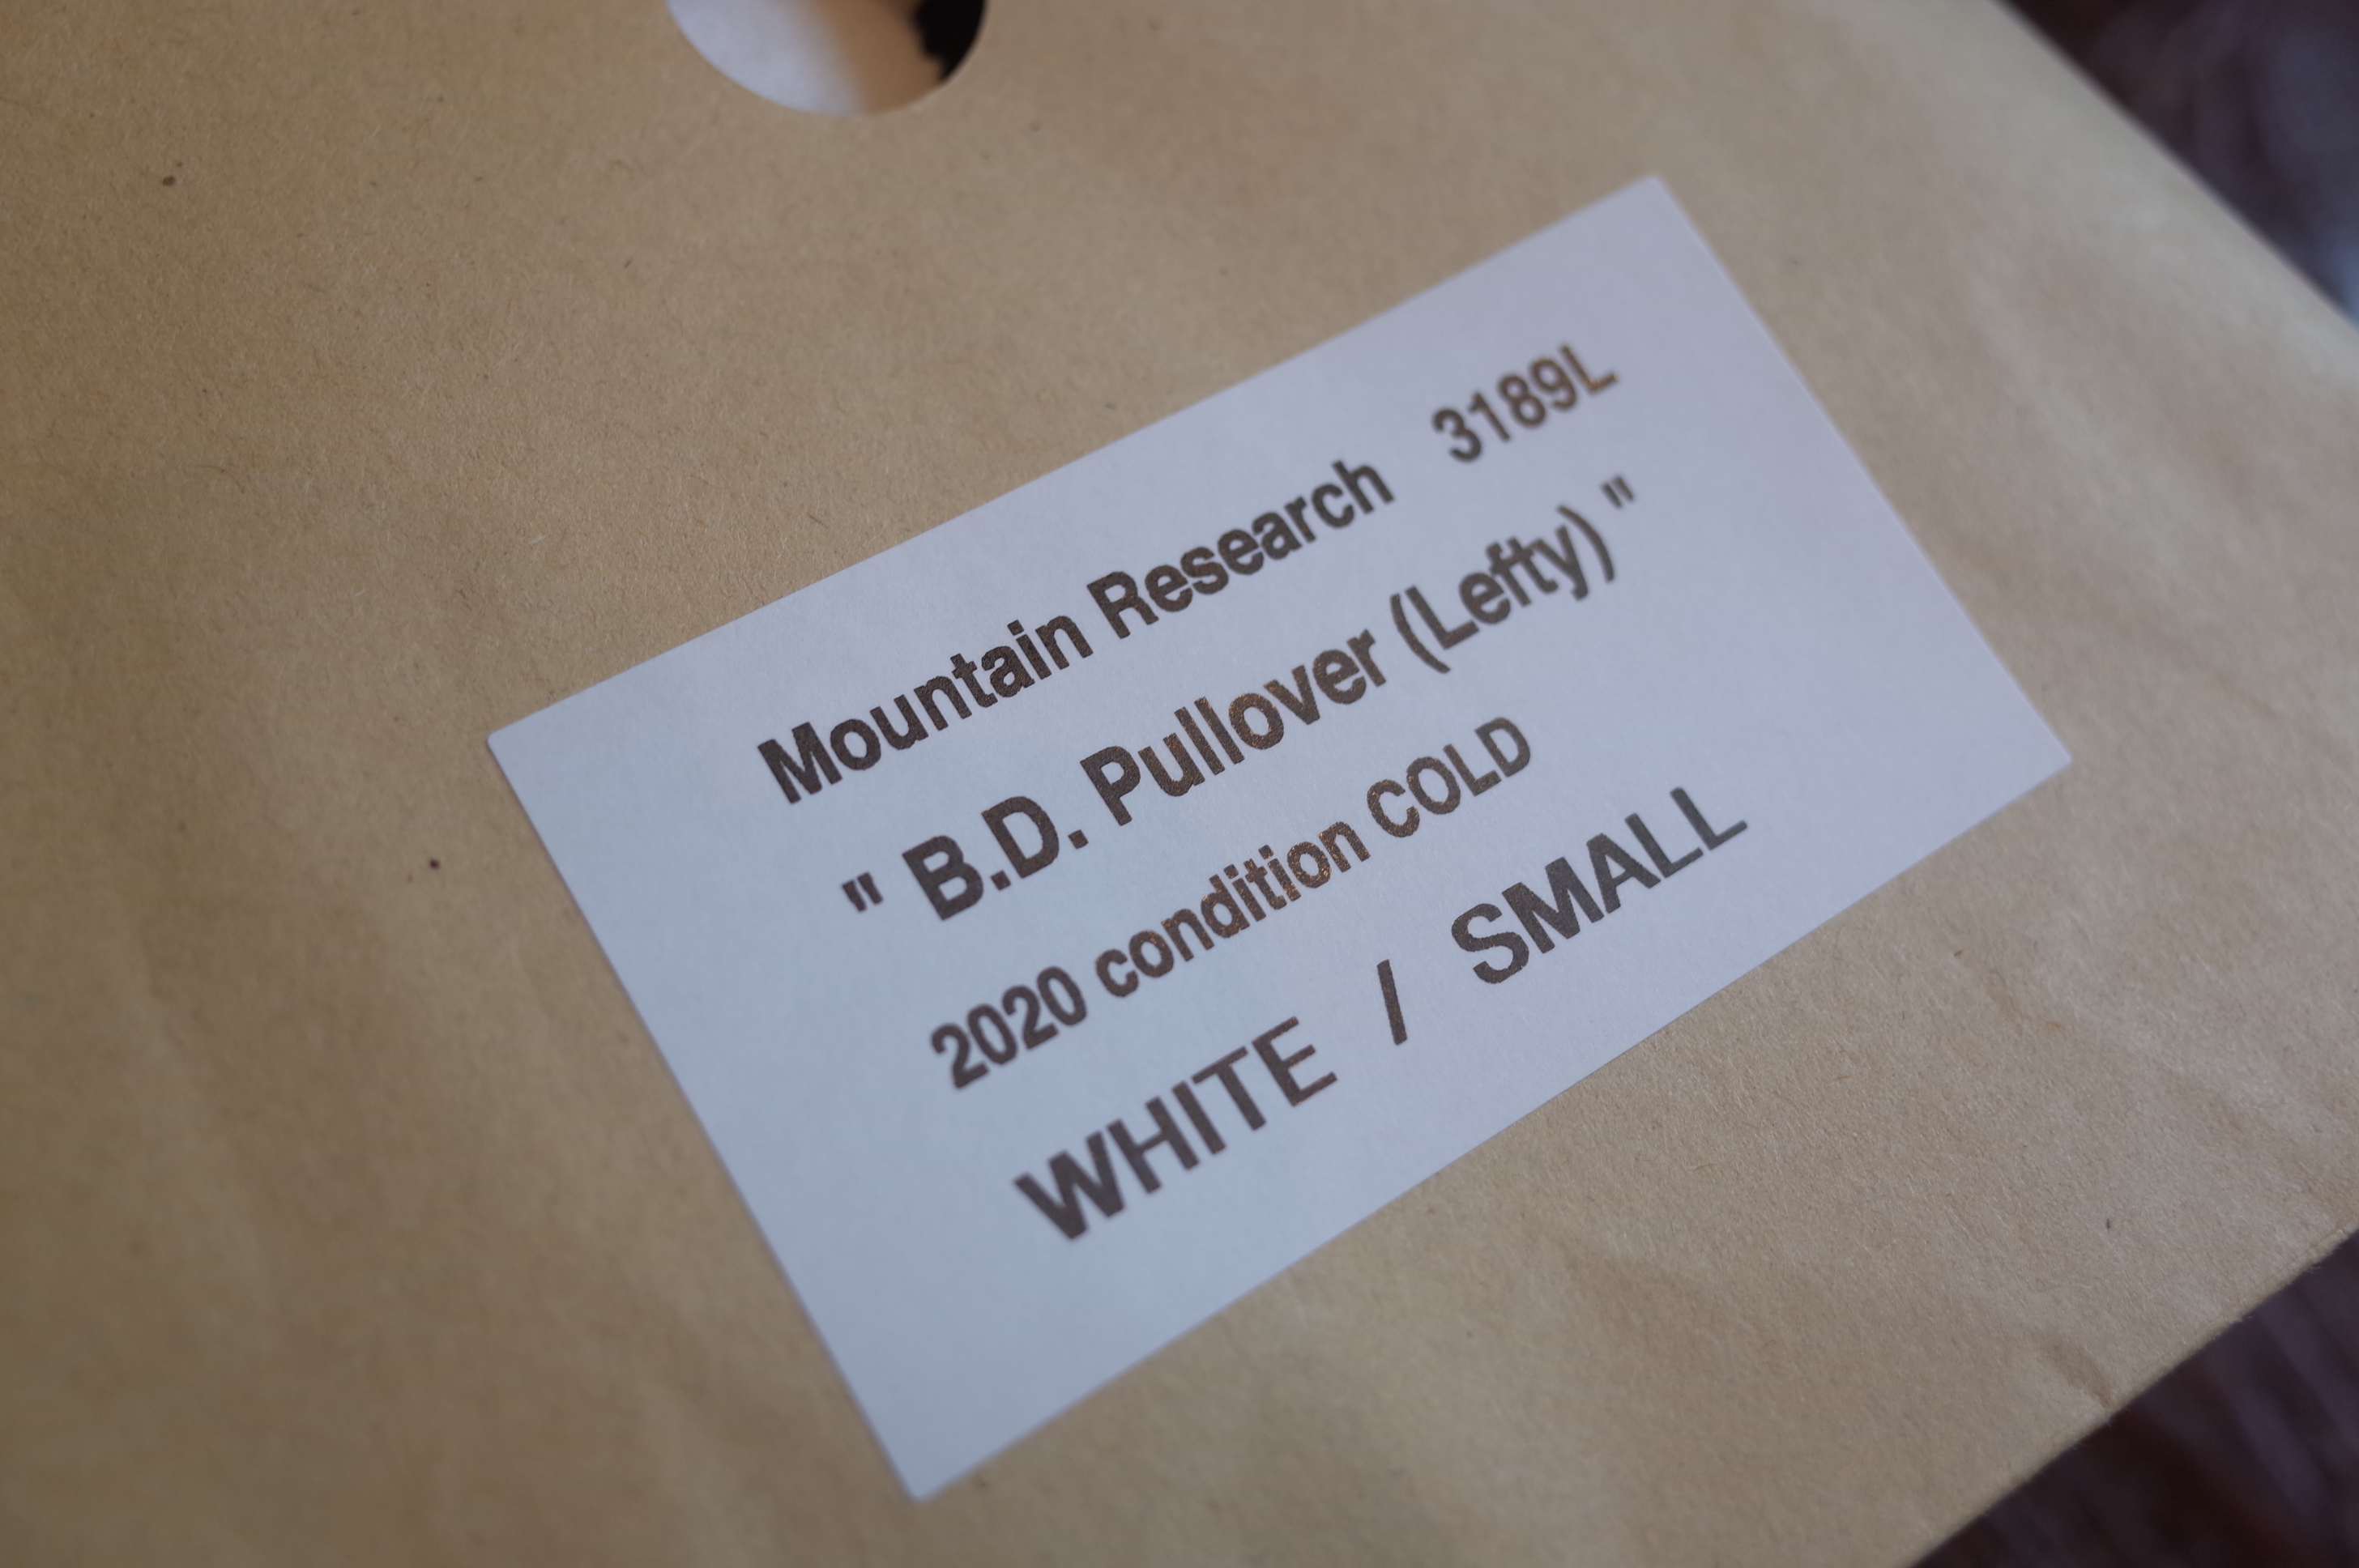 Mountain Research 3189L
" B.D. Pullover (Lefty) "
2020 condition COLD
WHITE / SMALL